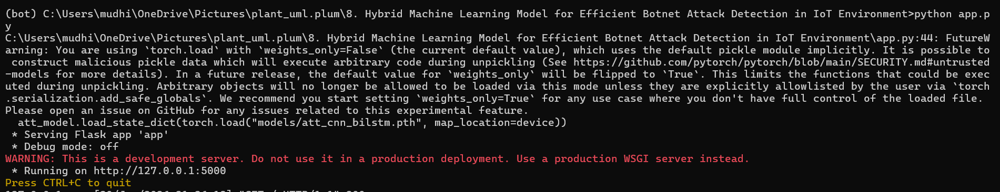 (bot) C:\Users\mudhi\OneDrive\Pictures\plant_uml.plum\8. Hybrid Machine Learning Model for Efficient Botnet Attack Detection in IoT Environment>python app.p
y
C:\Users\mudhi\OneDrive\Pictures\plant_uml.plum\8. Hybrid Machine Learning Model for Efficient Botnet Attack Detection in IoT Environment\app.py:44: FutureW
arning: You are using `torch.load` with `weights_only=False` (the current default value), which uses the default pickle module implicitly. It is possible to
 construct malicious pickle data which will execute arbitrary code during unpickling (See https://github.com/pytorch/pytorch/blob/main/SECURITY.md#untrusted
-models for more details). In a future release, the default value for `weights_only` will be flipped to `True`. This limits the functions that could be exec
uted during unpickling. Arbitrary objects will no longer be allowed to be loaded via this mode unless they are explicitly allowlisted by the user via `torch
.serialization.add_safe_globals`. We recommend you start setting `weights_only=True` for any use case where you don't have full control of the loaded file.
Please open an issue on GitHub for any issues related to this experimental feature.
  att_model.load_state_dict(torch.load("models/att_cnn_bilstm.pth", map_location=device))
 * Serving Flask app 'app'
 * Debug mode: off
WARNING: This is a development server. Do not use it in a production deployment. Use a production WSGI server instead.
 * Running on http://127.0.0.1:5000
Press CTRL+C to quit